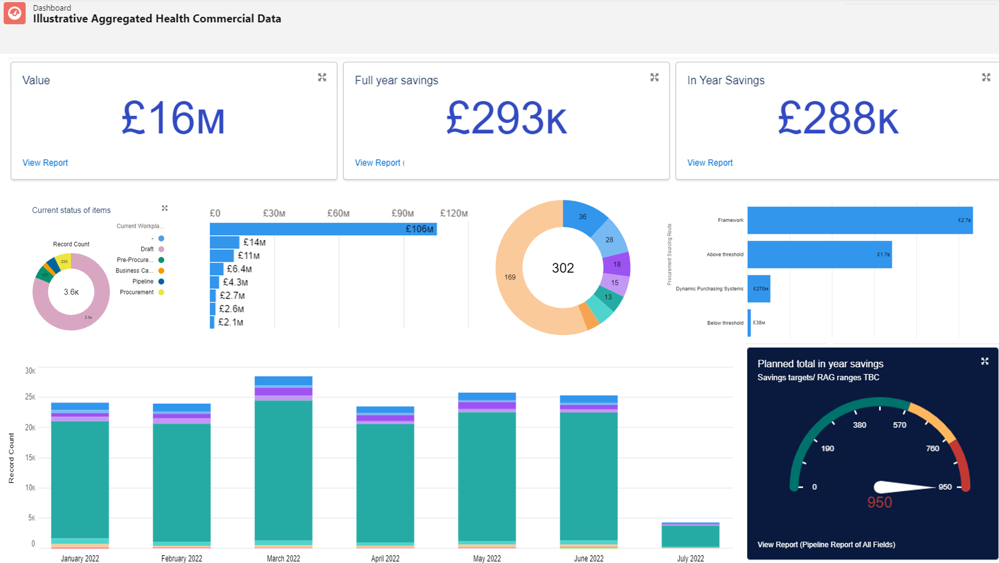 Dashboard
Illustrative Aggregated Health Commercial Data
Value
£16M
View Report
Full year savings
£293K
View Report (
In Year Savings
£288K
View Report
Current status of items
Current Workpla...
-
Draft
Pre-Procure...
Business Ca...
Pipeline
Procurement
Record Count
224
177
3.6K
2.5K
£0 £30M £60M £90M £120M
£106M
£14M
£11M
£6.4M
£4.3M
£2.7M
£2.6M
£2.1M
36
28
18
15
13
169
302
Procurement Sourcing Route
Framework £2.7B
Above threshold £1.7B
Dynamic Purchasing Systems £270M
Below threshold £38M
Record Count
30K
25K
20K
15K
10K
5K
0
January 2022 February 2022 March 2022 April 2022 May 2022 June 2022 July 2022
Planned total in year savings
Savings targets/ RAG ranges TBC
0 190 380 570 760 950
950
View Report (Pipeline Report of All Fields)